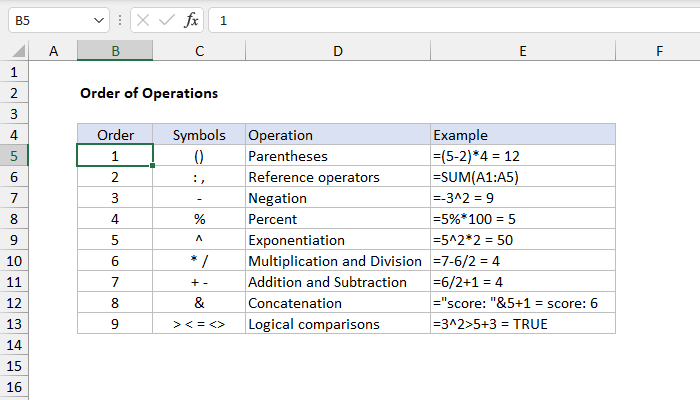 B5 fx 1
A B C D E F
1
2 Order of Operations
3
4 Order Symbols Operation Example
5 1 () Parentheses =(5-2)*4 = 12
6 2 : , Reference operators =SUM(A1:A5)
7 3 - Negation =-3^2 = 9
8 4 % Percent =5%*100 = 5
9 5 ^ Exponentiation =5^2*2 = 50
10 6 * / Multiplication and Division =7-6/2 = 4
11 7 + - Addition and Subtraction =6/2+1 = 4
12 8 & Concatenation ="score: "&5+1 = score: 6
13 9 > < = <> Logical comparisons =3^2>5+3 = TRUE
14
15
16